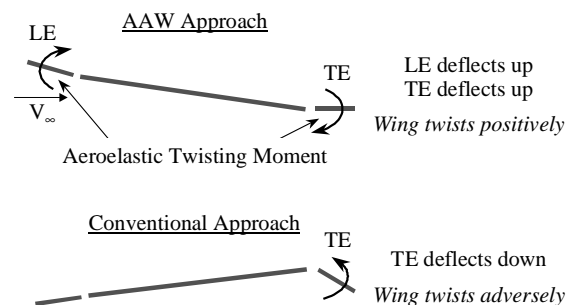 AAW Approach
LE
TE
LE deflects up
TE deflects up
V∞
Wing twists positively
Aeroelastic Twisting Moment
Conventional Approach
TE
TE deflects down
Wing twists adversely